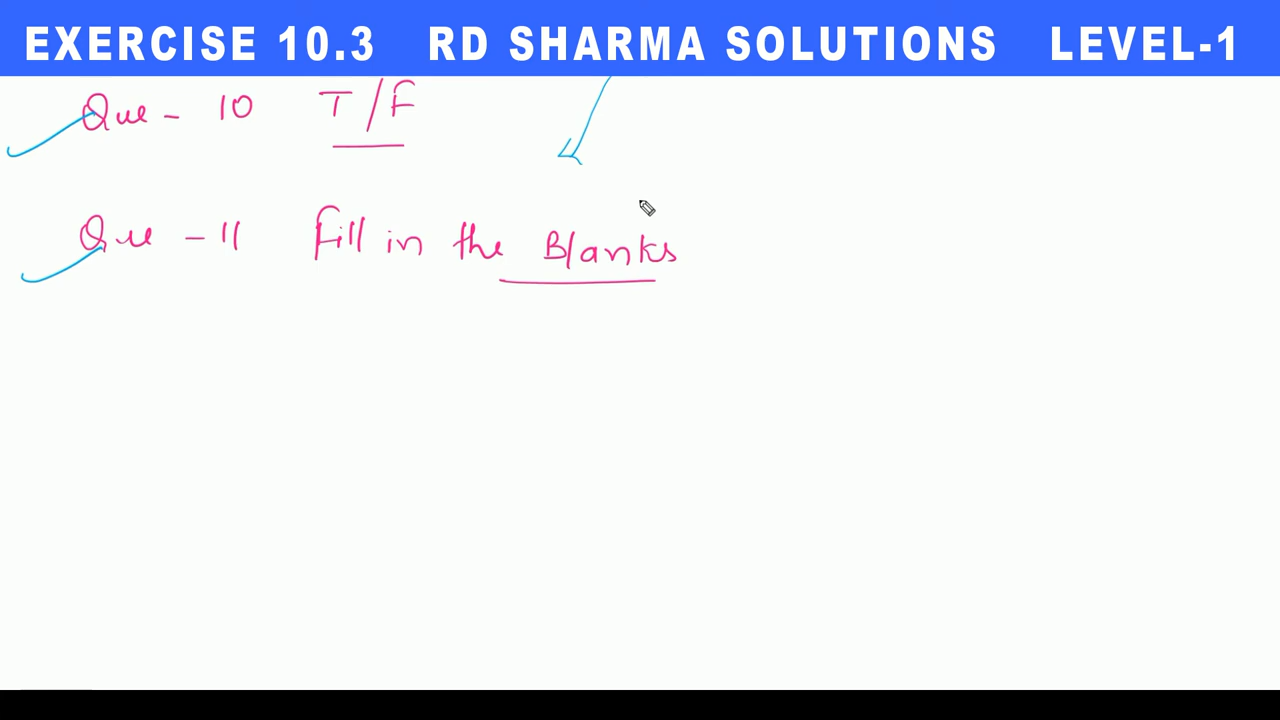 EXERCISE 10.3 RD SHARMA SOLUTIONS LEVEL-1
Que - 10 T/F
Que - 11 Fill in the Blanks